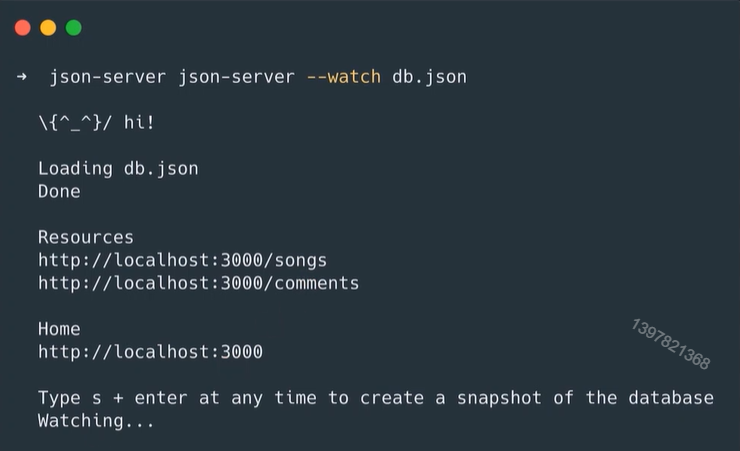 ➜ json-server json-server --watch db.json
\{^_^}/ hi!
Loading db.json
Done
Resources
http://localhost:3000/songs
http://localhost:3000/comments
Home
http://localhost:3000
1397821368
Type s + enter at any time to create a snapshot of the database
Watching...